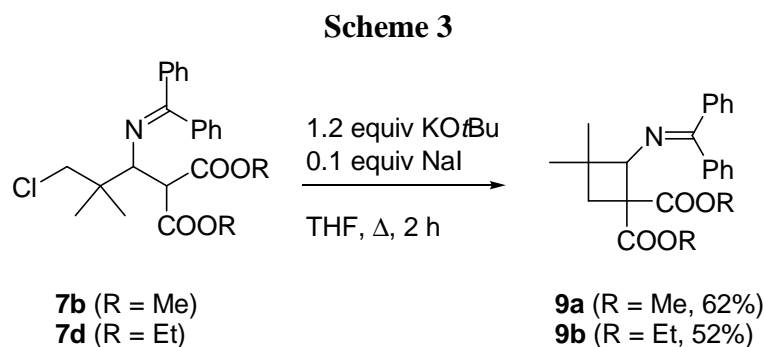 Scheme 3
Ph
N
Ph
Cl
COOR
COOR
1.2 equiv KOtBu
0.1 equiv NaI
THF, Δ, 2 h
Ph
N
Ph
COOR
COOR
7b (R = Me)
7d (R = Et)
9a (R = Me, 62%)
9b (R = Et, 52%)